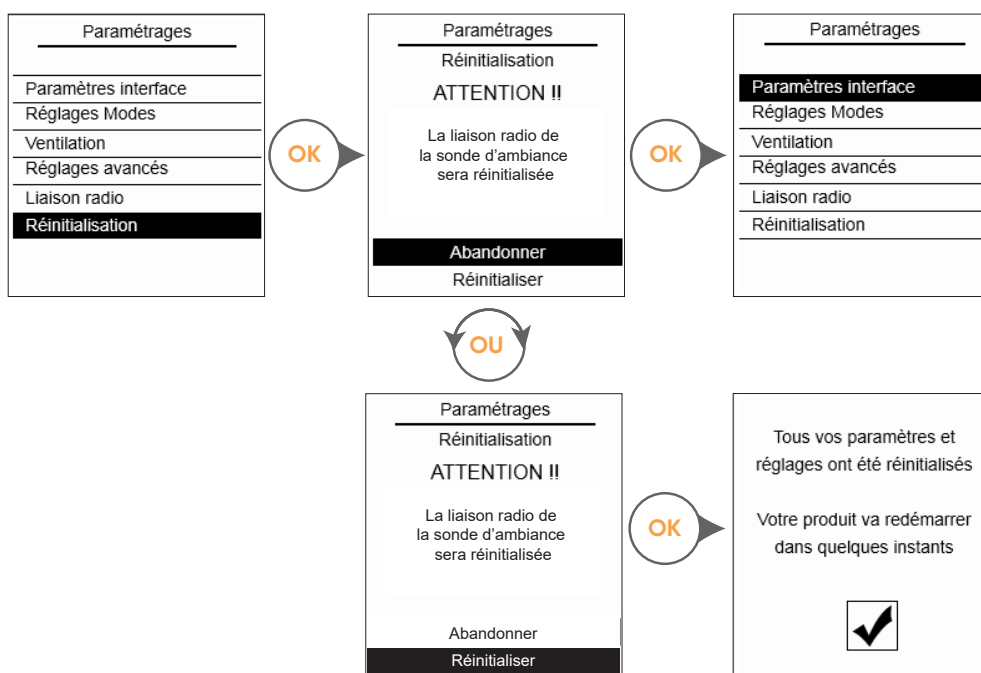 Paramétrages
Paramètres interface
Réglages Modes
Ventilation
Réglages avancés
Liaison radio
Réinitialisation
OK
Paramétrages
Réinitialisation
ATTENTION !!
La liaison radio de
la sonde d'ambiance
sera réinitialisée
Abandonner
Réinitialiser
OK
Paramétrages
Paramètres interface
Réglages Modes
Ventilation
Réglages avancés
Liaison radio
Réinitialisation
OU
Paramétrages
Réinitialisation
ATTENTION !!
La liaison radio de
la sonde d'ambiance
sera réinitialisée
Abandonner
Réinitialiser
OK
Tous vos paramètres et
réglages ont été réinitialisés
Votre produit va redémarrer
dans quelques instants